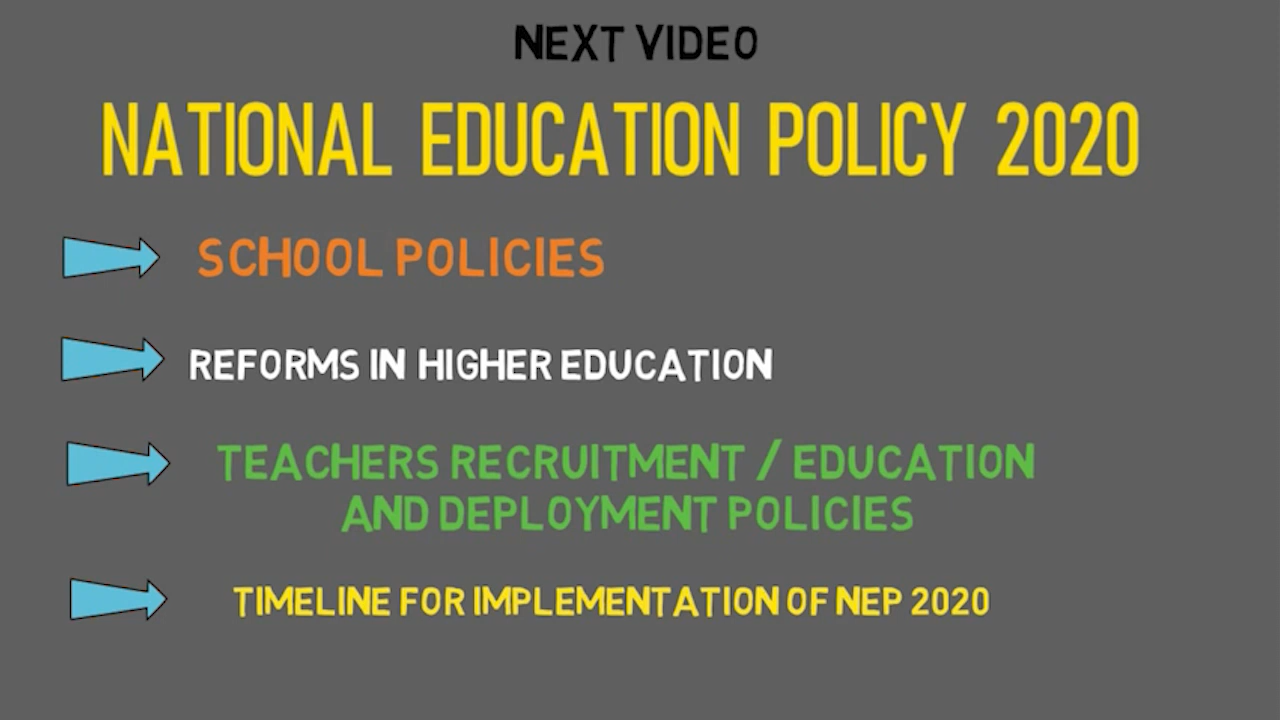 NEXT VIDEO
NATIONAL EDUCATION POLICY 2020
SCHOOL POLICIES
REFORMS IN HIGHER EDUCATION
TEACHERS RECRUITMENT / EDUCATION
AND DEPLOYMENT POLICIES
TIMELINE FOR IMPLEMENTATION OF NEP 2020